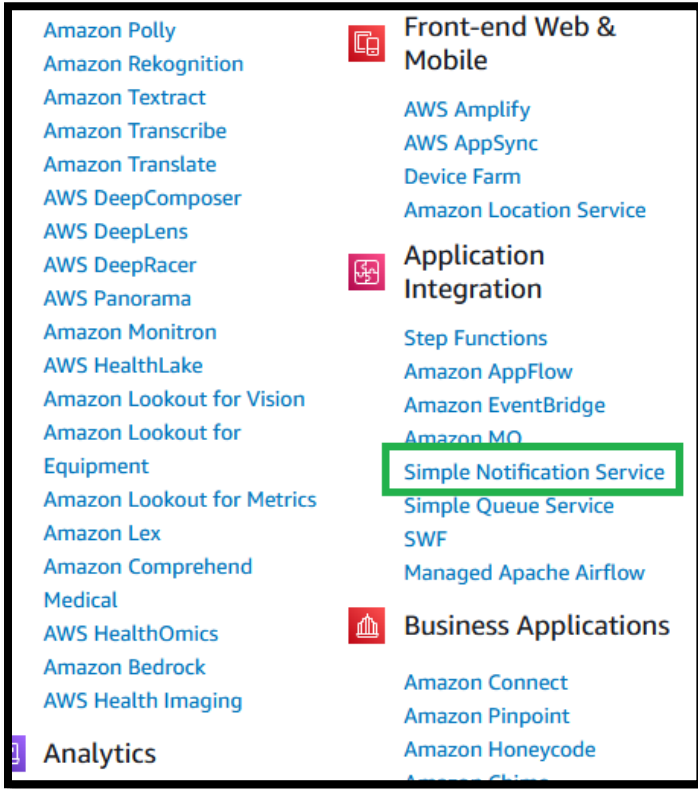 Amazon Polly
Amazon Rekognition
Amazon Textract
Amazon Transcribe
Amazon Translate
AWS DeepComposer
AWS DeepLens
AWS DeepRacer
AWS Panorama
Amazon Monitron
AWS HealthLake
Amazon Lookout for Vision
Amazon Lookout for
Equipment
Amazon Lookout for Metrics
Amazon Lex
Amazon Comprehend
Medical
AWS HealthOmics
Amazon Bedrock
AWS Health Imaging
Analytics
Front-end Web &
Mobile
AWS Amplify
AWS AppSync
Device Farm
Amazon Location Service
Application
Integration
Step Functions
Amazon AppFlow
Amazon EventBridge
Amazon MQ
Simple Notification Service
Simple Queue Service
SWF
Managed Apache Airflow
Business Applications
Amazon Connect
Amazon Pinpoint
Amazon Honeycode
Amazon Chime